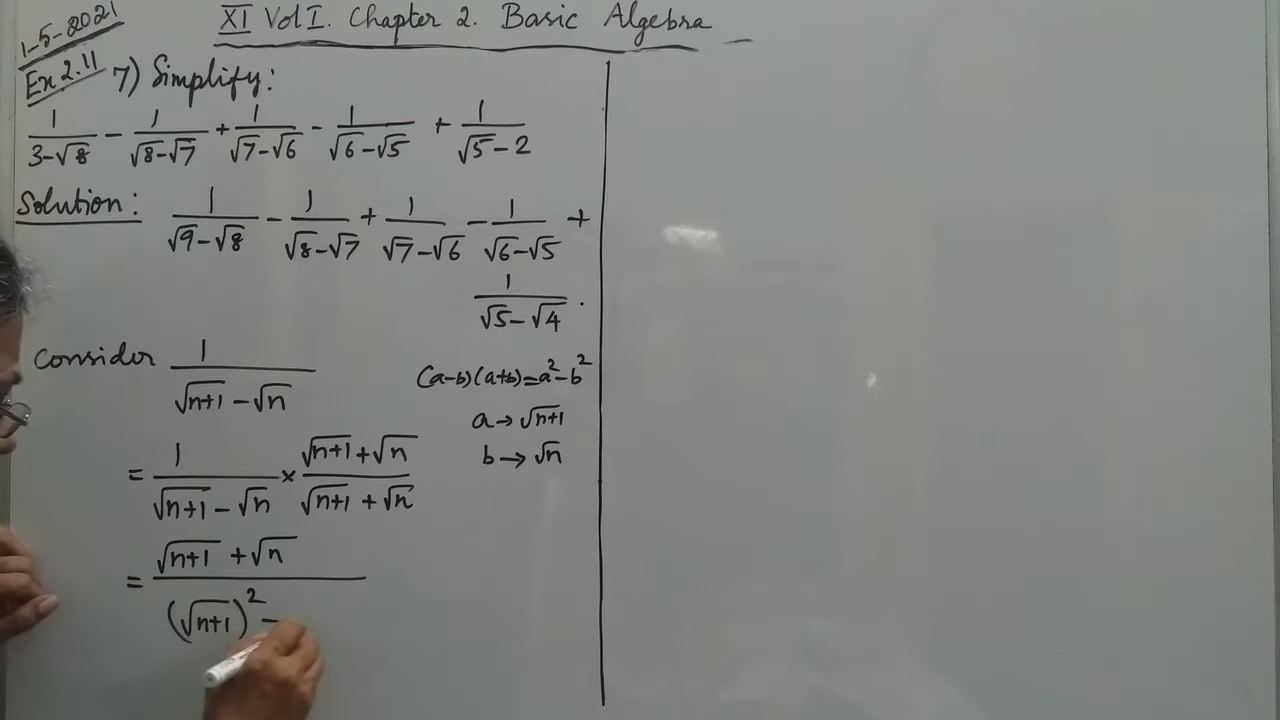 1-5-2021
XI Vol I. Chapter 2. Basic Algebra
Ex 2.11 7) Simplify:
1/(3-√8) - 1/(√8-√7) + 1/(√7-√6) - 1/(√6-√5) + 1/(√5-2)
Solution: 1/(√9-√8) - 1/(√8-√7) + 1/(√7-√6) - 1/(√6-√5) +
1/(√5-√4) .
Consider 1/(√(n+1) - √n)
(a-b)(a+b)=a²-b²
a→√(n+1)
b→√n
= 1/(√(n+1) - √n) × (√(n+1) + √n)/(√(n+1) + √n)
= (√(n+1) + √n)/((√(n+1))² -